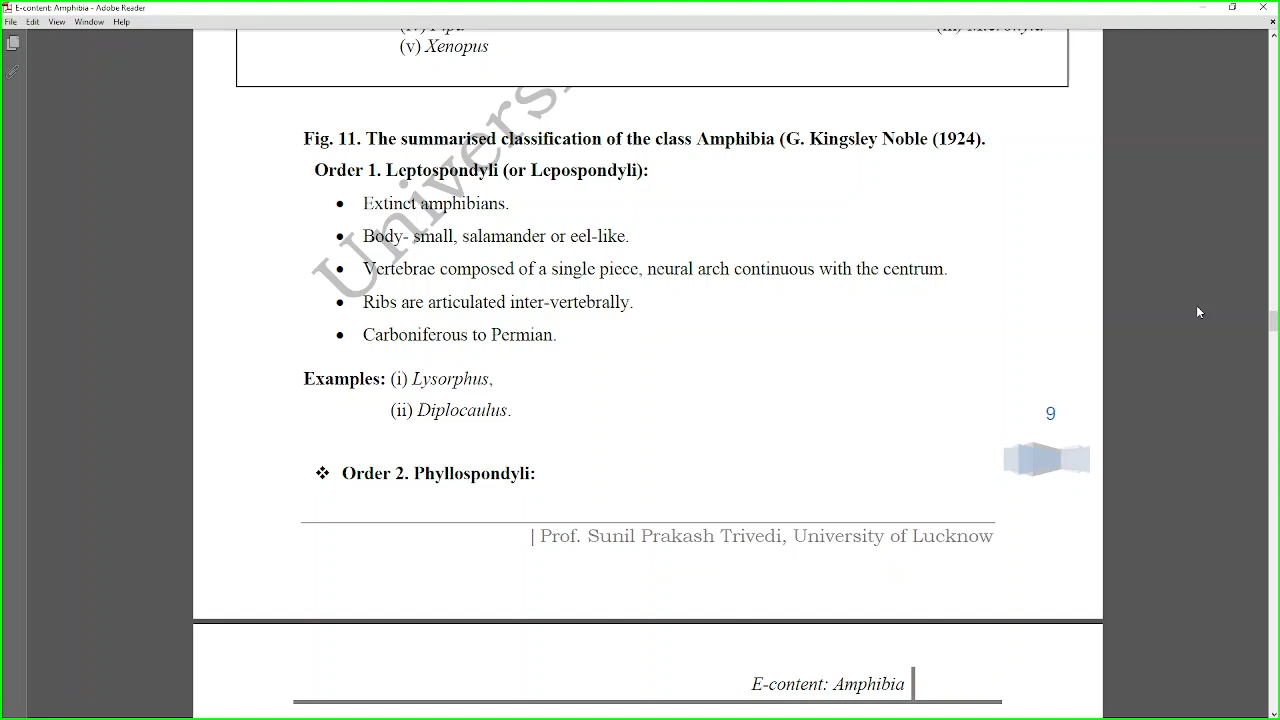 E-content: Amphibia - Adobe Reader
File Edit View Window Help
(v) Xenopus
Univers
Fig. 11. The summarised classification of the class Amphibia (G. Kingsley Noble (1924).
Order 1. Leptospondyli (or Lepospondyli):
• Extinct amphibians.
• Body- small, salamander or eel-like.
• Vertebrae composed of a single piece, neural arch continuous with the centrum.
• Ribs are articulated inter-vertebrally.
• Carboniferous to Permian.
Examples: (i) Lysorphus,
(ii) Diplocaulus.
9
❖ Order 2. Phyllospondyli:
| Prof. Sunil Prakash Trivedi, University of Lucknow
E-content: Amphibia